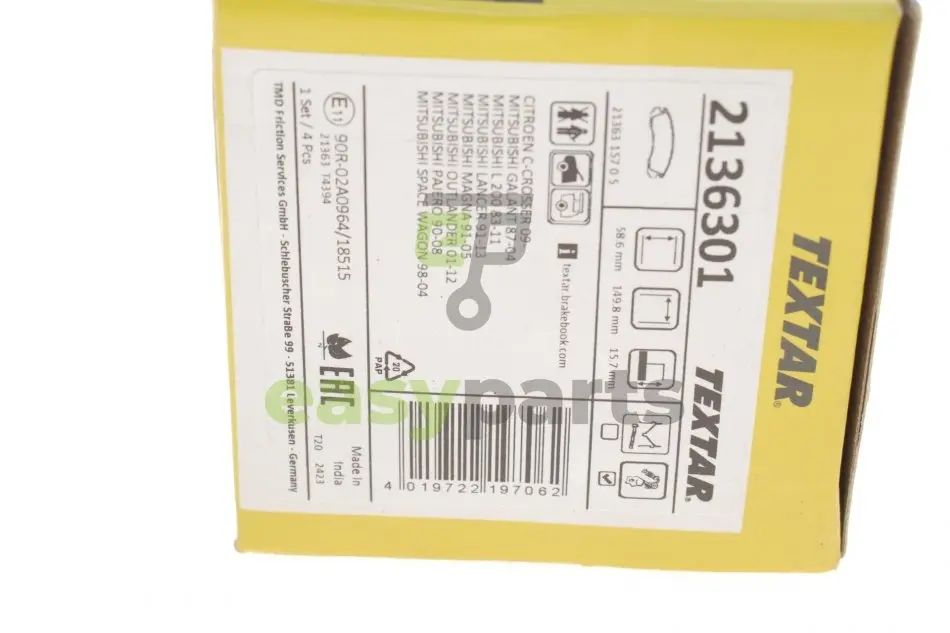 TEXTAR®
2136301
TEXTAR®
21363 157 0 5
58.6 mm
149.8 mm
15.7 mm
i textar.brakebook.com
CITROEN C-CROSSER 09-
MITSUBISHI GALANT 87-04
MITSUBISHI L 200 83-11
MITSUBISHI LANCER 91-13
MITSUBISHI MAGNA 91-05
MITSUBISHI OUTLANDER 01-12
MITSUBISHI PAJERO 90-08
MITSUBISHI SPACE WAGON 98-04
20
PAP
4 019722 197062
E11
90R-02A0964/18515
21363 T4394
EAC
Made in
India
1 Set / 4 Pcs
T20 2423
TMD Friction Services GmbH - Schlebuscher Straße 99 - 51381 Leverkusen - Germany
easyparts